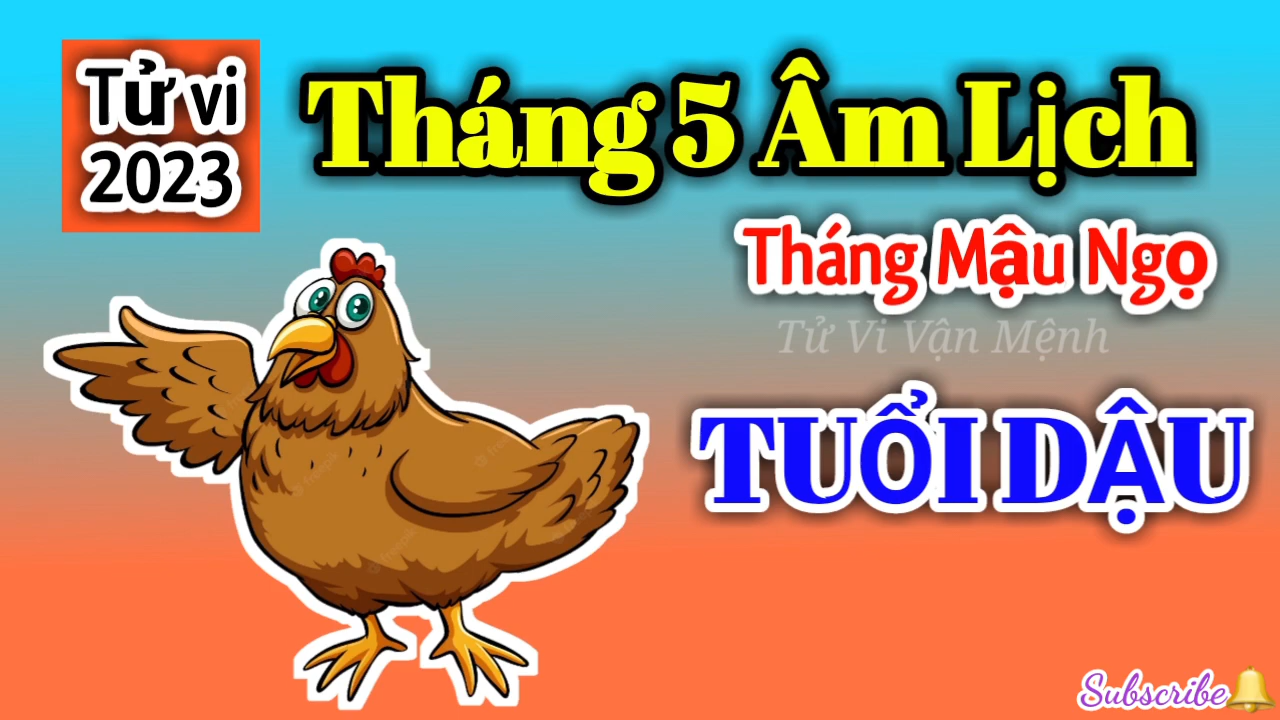 Tử vi
2023
Tháng 5 Âm Lịch
Tháng Mậu Ngọ
Tử Vi Vận Mệnh
TUỔI DẬU
Subscribe